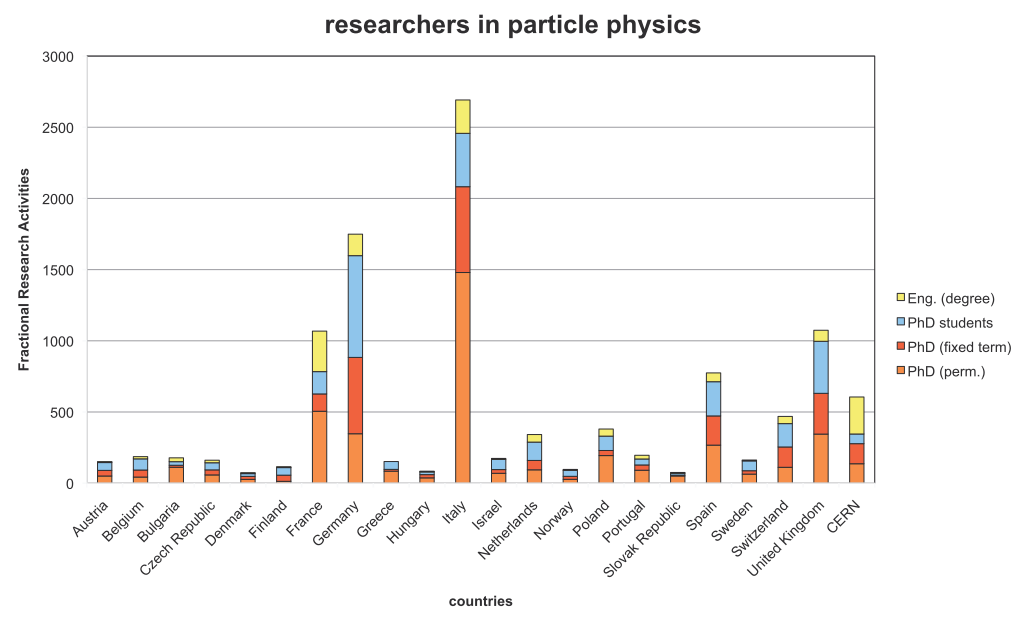 researchers in particle physics
3000
2500
2000
1500
1000
500
0
Fractional Research Activities
Eng. (degree)
PhD students
PhD (fixed term)
PhD (perm.)
Austria
Belgium
Bulgaria
Czech Republic
Denmark
Finland
France
Germany
Greece
Hungary
Italy
Israel
Netherlands
Norway
Poland
Portugal
Slovak Republic
Spain
Sweden
Switzerland
United Kingdom
CERN
countries